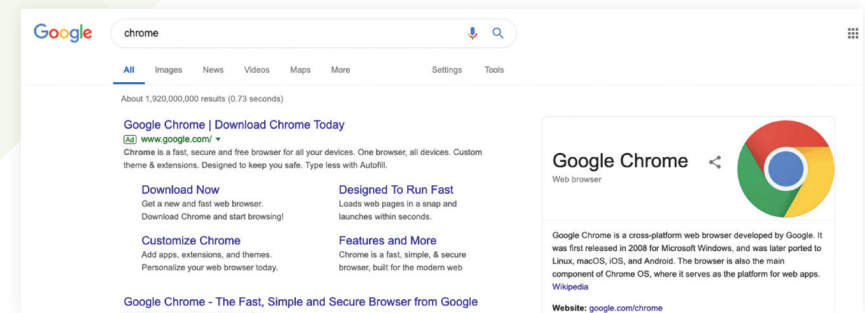 Google
chrome
All Images News Videos Maps More Settings Tools
About 1,920,000,000 results (0.73 seconds)
Google Chrome | Download Chrome Today
Ad www.google.com/
Chrome is a fast, secure and free browser for all your devices. One browser, all devices. Custom
theme & extensions. Designed to keep you safe. Type less with Autofill.
Download Now
Get a new and fast web browser.
Download Chrome and start browsing!
Designed To Run Fast
Loads web pages in a snap and
launches within seconds.
Customize Chrome
Add apps, extensions, and themes.
Personalize your web browser today.
Features and More
Chrome is a fast, simple, & secure
browser, built for the modern web
Google Chrome - The Fast, Simple and Secure Browser from Google
Google Chrome
Web browser
Google Chrome is a cross-platform web browser developed by Google. It
was first released in 2008 for Microsoft Windows, and was later ported to
Linux, macOS, iOS, and Android. The browser is also the main
component of Chrome OS, where it serves as the platform for web apps.
Wikipedia
Website: google.com/chrome